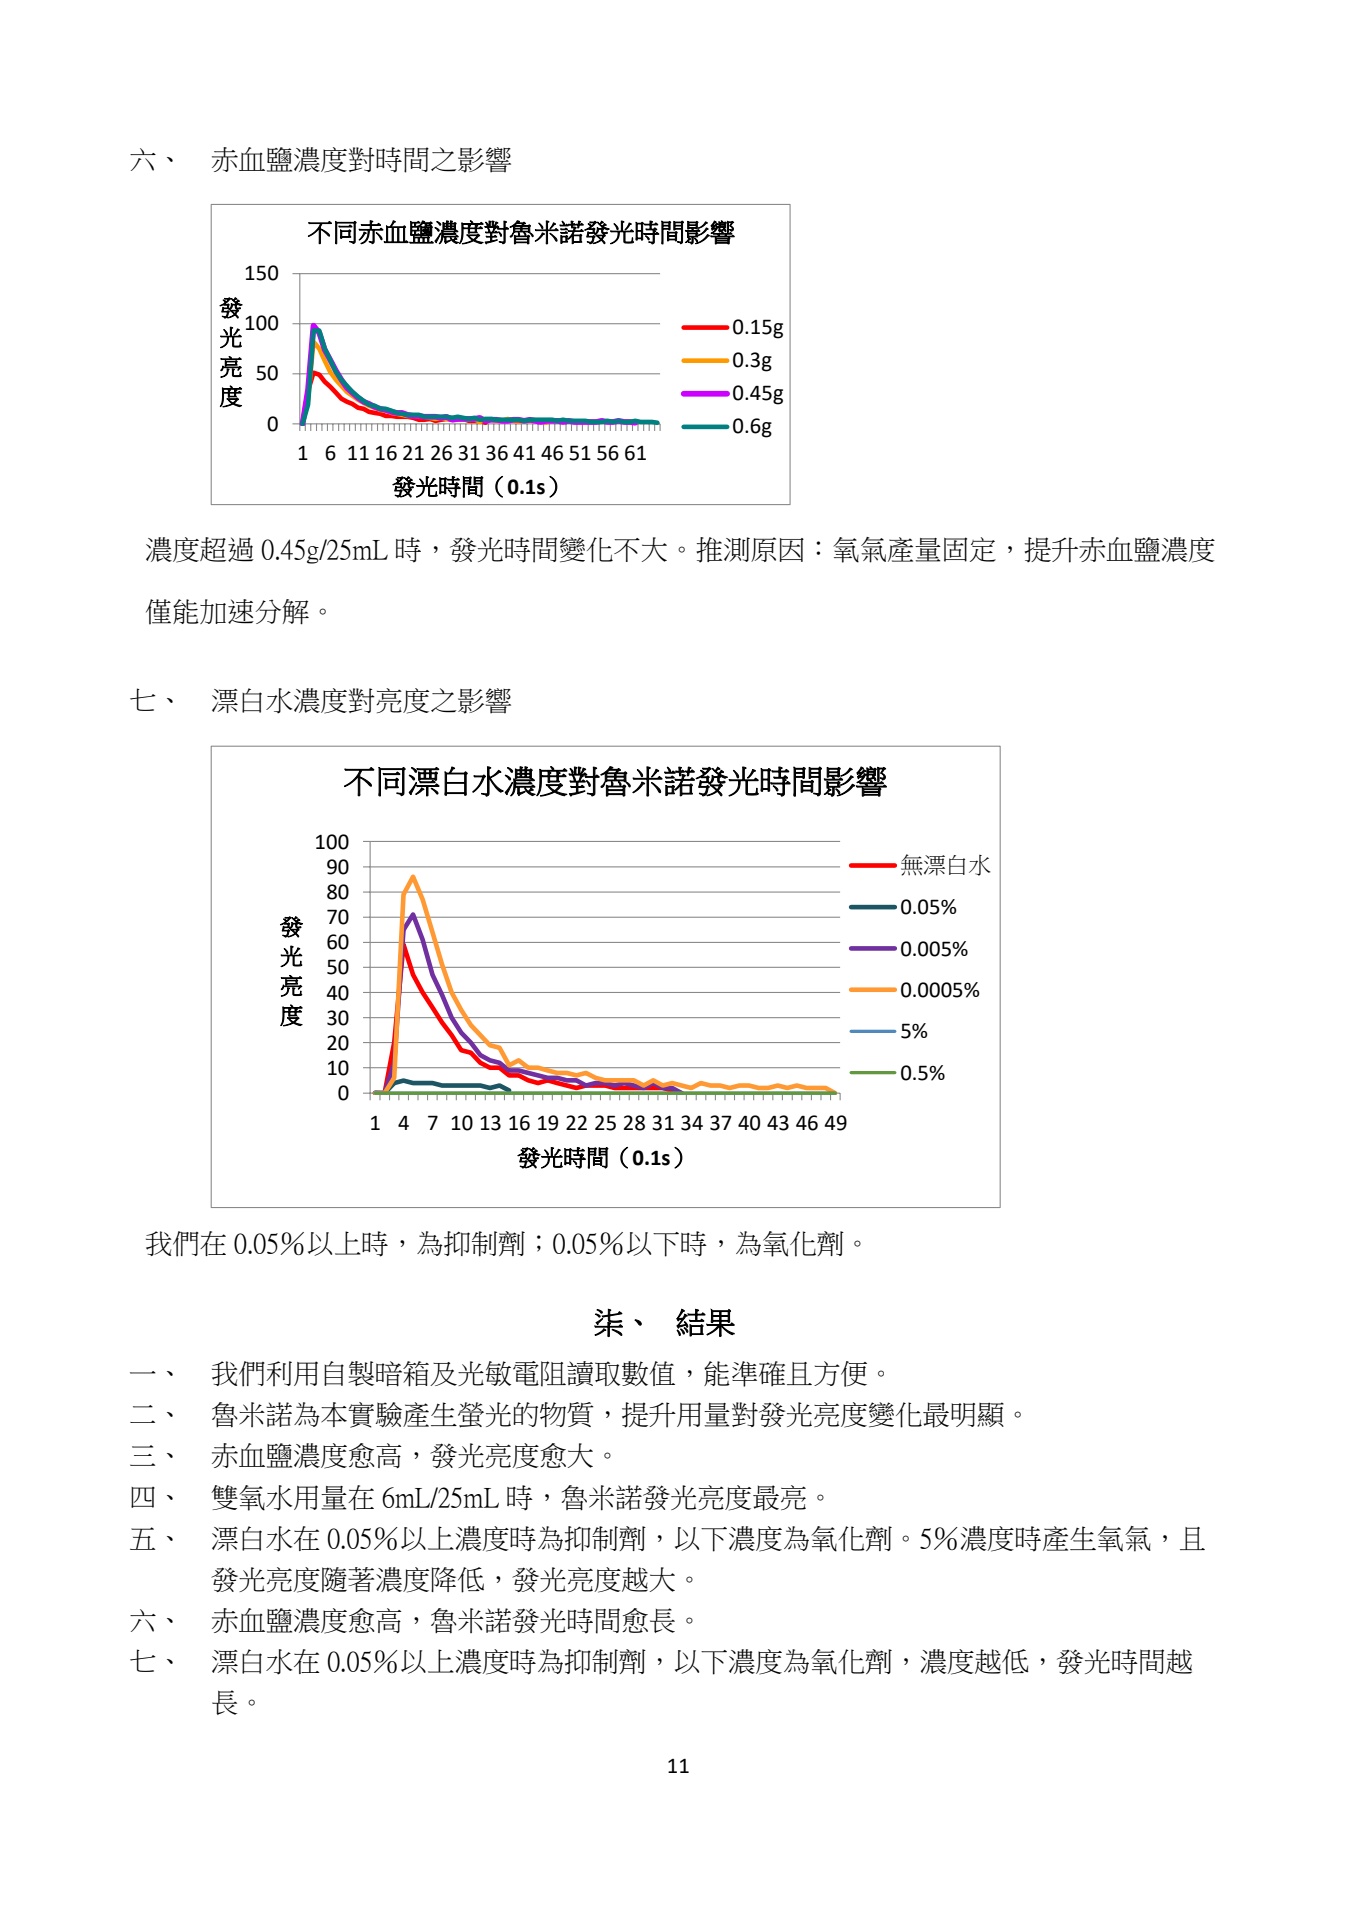 六、 赤血鹽濃度對時間之影響
不同赤血鹽濃度對魯米諾發光時間影響
發光亮度
150
100
50
0
1 6 11 16 21 26 31 36 41 46 51 56 61
發光時間（0.1s）
0.15g
0.3g
0.45g
0.6g
濃度超過 0.45g/25mL 時，發光時間變化不大。推測原因：氧氣產量固定，提升赤血鹽濃度
僅能加速分解。
七、 漂白水濃度對亮度之影響
不同漂白水濃度對魯米諾發光時間影響
發光亮度
100
90
80
70
60
50
40
30
20
10
0
1 4 7 10 13 16 19 22 25 28 31 34 37 40 43 46 49
發光時間（0.1s）
無漂白水
0.05%
0.005%
0.0005%
5%
0.5%
我們在 0.05%以上時，為抑制劑；0.05%以下時，為氧化劑。
柒、 結果
一、 我們利用自製暗箱及光敏電阻讀取數值，能準確且方便。
二、 魯米諾為本實驗產生螢光的物質，提升用量對發光亮度變化最明顯。
三、 赤血鹽濃度愈高，發光亮度愈大。
四、 雙氧水用量在 6mL/25mL 時，魯米諾發光亮度最亮。
五、 漂白水在 0.05%以上濃度時為抑制劑，以下濃度為氧化劑。5%濃度時產生氧氣，且
發光亮度隨著濃度降低，發光亮度越大。
六、 赤血鹽濃度愈高，魯米諾發光時間愈長。
七、 漂白水在 0.05%以上濃度時為抑制劑，以下濃度為氧化劑，濃度越低，發光時間越
長。
11